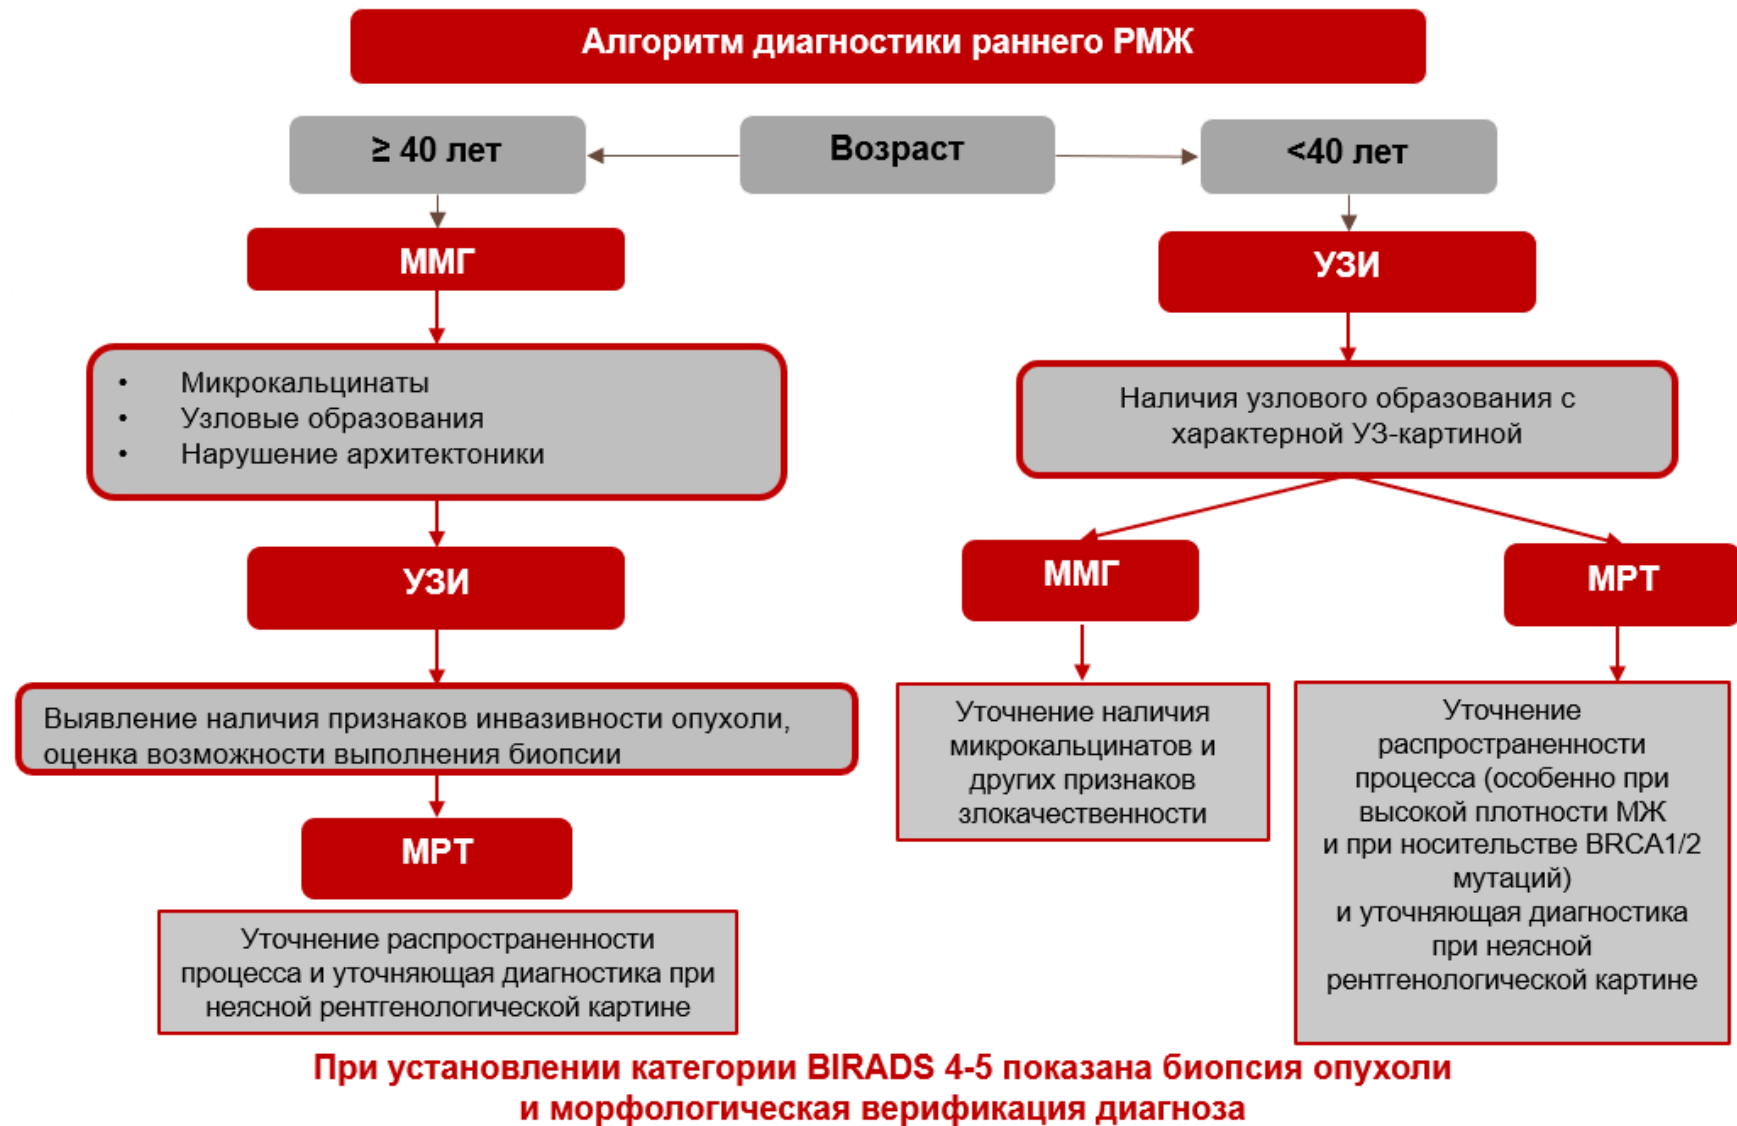 Алгоритм диагностики раннего РМЖ
≥ 40 лет
Возраст
<40 лет
ММГ
• Микрокальцинаты
• Узловые образования
• Нарушение архитектоники
УЗИ
Выявление наличия признаков инвазивности опухоли,
оценка возможности выполнения биопсии
МРТ
Уточнение распространенности
процесса и уточняющая диагностика при
неясной рентгенологической картине
УЗИ
Наличия узлового образования с
характерной УЗ-картиной
ММГ
Уточнение наличия
микрокальцинатов и
других признаков
злокачественности
МРТ
Уточнение
распространенности
процесса (особенно при
высокой плотности МЖ
и при носительстве BRCA1/2
мутаций)
и уточняющая диагностика
при неясной
рентгенологической картине
При установлении категории BIRADS 4-5 показана биопсия опухоли
и морфологическая верификация диагноза